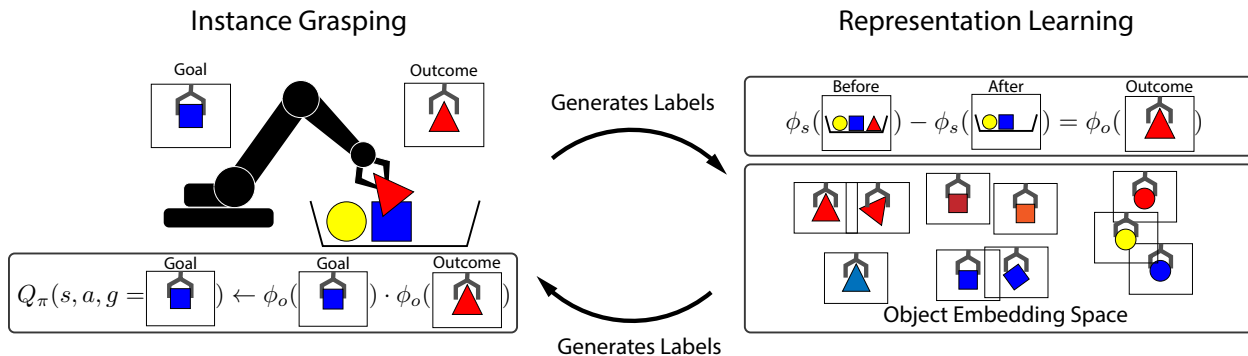 Instance Grasping
Representation Learning
Goal
Outcome
Generates Labels
Before
After
Outcome
ϕₛ( ) − ϕₛ( ) = ϕₒ( )
Goal
Goal
Outcome
Q_π(s, a, g = ) ← ϕₒ( ) · ϕₒ( )
Object Embedding Space
Generates Labels